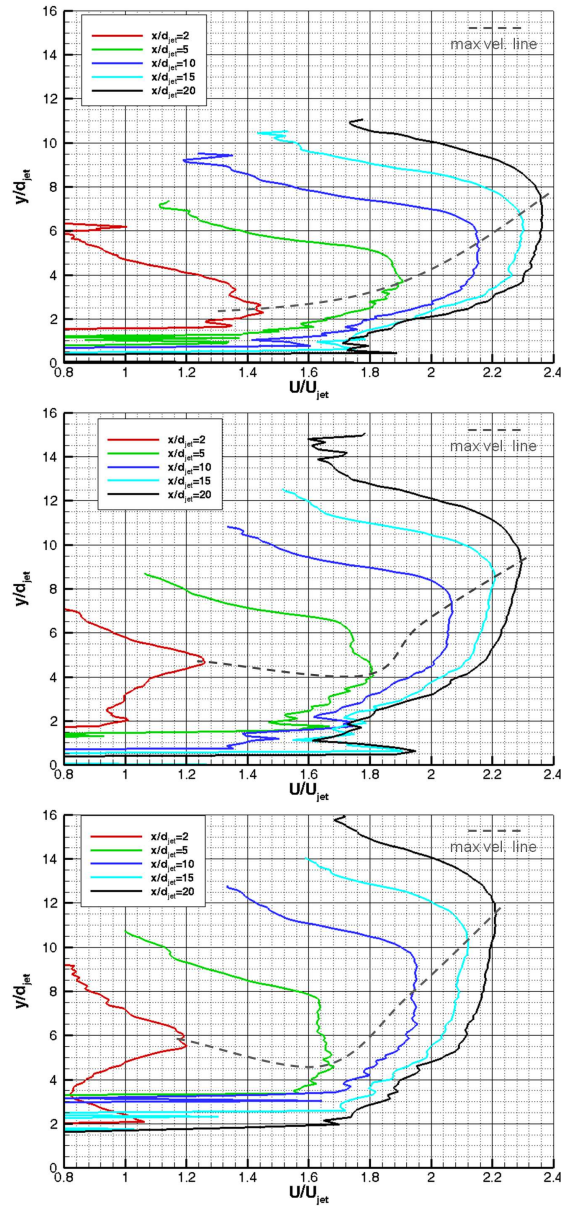 16
14
12
10
8
6
4
2
0
y/djet
x/djet=2
x/djet=5
x/djet=10
x/djet=15
x/djet=20
max vel. line
0.8 1 1.2 1.4 1.6 1.8 2 2.2 2.4
U/Ujet
16
14
12
10
8
6
4
2
0
y/djet
x/djet=2
x/djet=5
x/djet=10
x/djet=15
x/djet=20
max vel. line
0.8 1 1.2 1.4 1.6 1.8 2 2.2 2.4
U/Ujet
16
14
12
10
8
6
4
2
0
y/djet
x/djet=2
x/djet=5
x/djet=10
x/djet=15
x/djet=20
max vel. line
0.8 1 1.2 1.4 1.6 1.8 2 2.2 2.4
U/Ujet